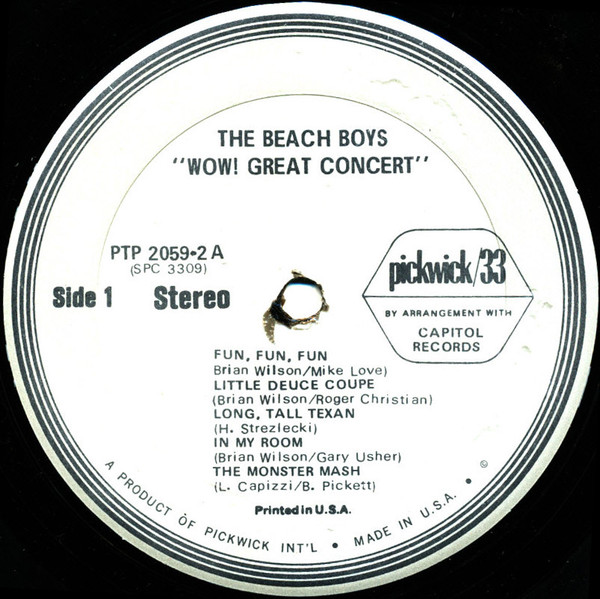 THE BEACH BOYS
"WOW! GREAT CONCERT"
PTP 2059•2 A
(SPC 3309)
Side 1 Stereo
pickwick/33
BY ARRANGEMENT WITH
CAPITOL
RECORDS
FUN, FUN, FUN
Brian Wilson/Mike Love)
LITTLE DEUCE COUPE
(Brian Wilson/Roger Christian)
LONG, TALL TEXAN
(H. Strezlecki)
IN MY ROOM
(Brian Wilson/Gary Usher)
THE MONSTER MASH
(L. Capizzi/B. Pickett)
Printed in U.S.A.
A PRODUCT OF PICKWICK INT'L • MADE IN U.S.A. • ©